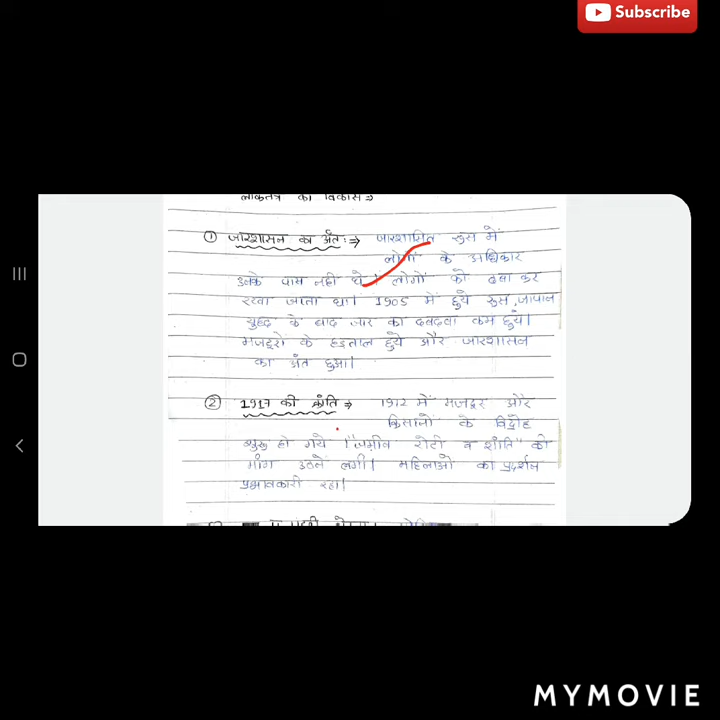 Subscribe
लोकतंत्र का विकास⇒
① जारशासन का अंत:⇒ जारशासित रुस में
लोगों के अधिकार
उनके पास नहीं थे। लोगों को दबा कर
रखा जाता था। 1905 में हुये रुस जापान
युद्ध के बाद जार का दबदबा कम हुये।
मजदूरो के हड़ताल हुये और जारशासन
का अंत हुआ।
② 1917 की क्रांति ⇒ 1917 में मजदूर और
किसानों के विद्रोह
शुरु हो गये। "जमीन रोटी व शांति" की
मांग उठने लगी। महिनाओ का प्रदर्शन
प्रभावकारी रहा।
MYMOVIE